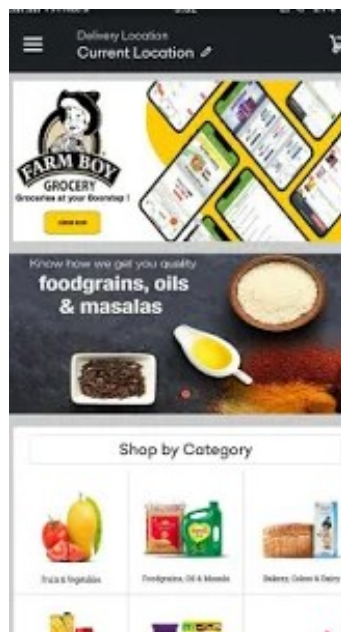 Delivery Location
Current Location
FARM BOY
GROCERY
Groceries at your Doorstep !
Know how we get you quality
foodgrains, oils
& masalas
Shop by Category
Fruits & Vegetables
Foodgrains, Oil & Masala
Bakery, Cakes & Dairy